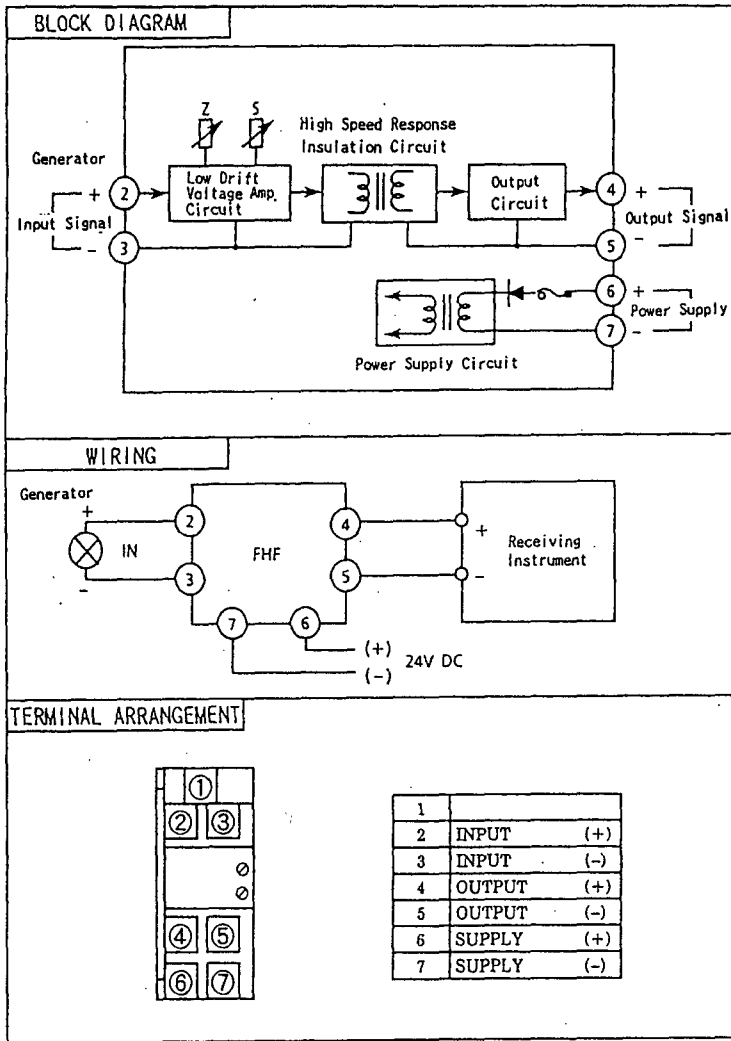 BLOCK DIAGRAM
Z S
High Speed Response
Insulation Circuit
Generator
Low Drift
Voltage Amp.
Circuit
Output
Circuit
+ 2
4 +
Input Signal
Output Signal
- 3
5 -
6 +
Power Supply
7 -
Power Supply Circuit
WIRING
Generator
+
IN
-
2
3
FHF
4
5
7
6
+
-
Receiving
Instrument
(+)
(-)
24V DC
TERMINAL ARRANGEMENT
①
② ③
④ ⑤
⑥ ⑦
1
2 INPUT (+)
3 INPUT (-)
4 OUTPUT (+)
5 OUTPUT (-)
6 SUPPLY (+)
7 SUPPLY (-)